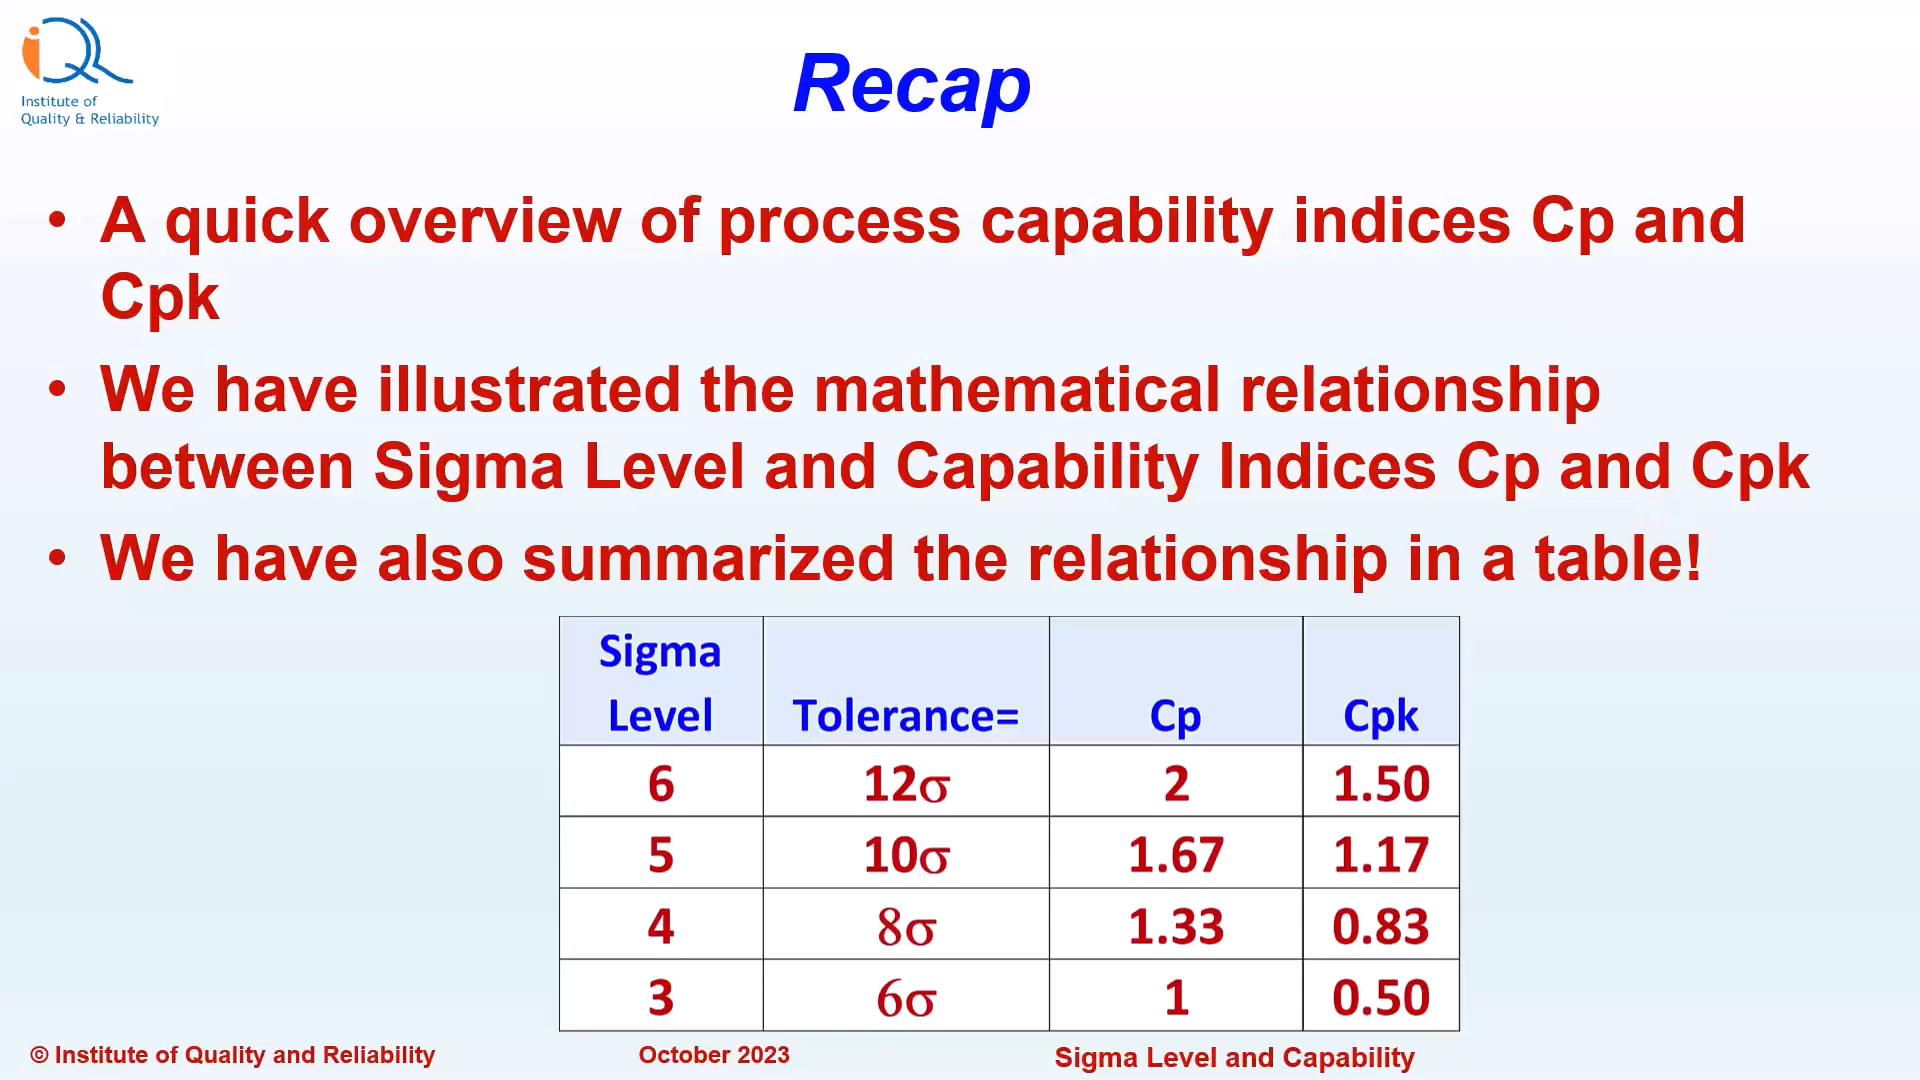 iQR
Institute of
Quality & Reliability
Recap
• A quick overview of process capability indices Cp and
Cpk
• We have illustrated the mathematical relationship
between Sigma Level and Capability Indices Cp and Cpk
• We have also summarized the relationship in a table!
Sigma Level Tolerance= Cp Cpk
6 12σ 2 1.50
5 10σ 1.67 1.17
4 8σ 1.33 0.83
3 6σ 1 0.50
© Institute of Quality and Reliability October 2023 Sigma Level and Capability